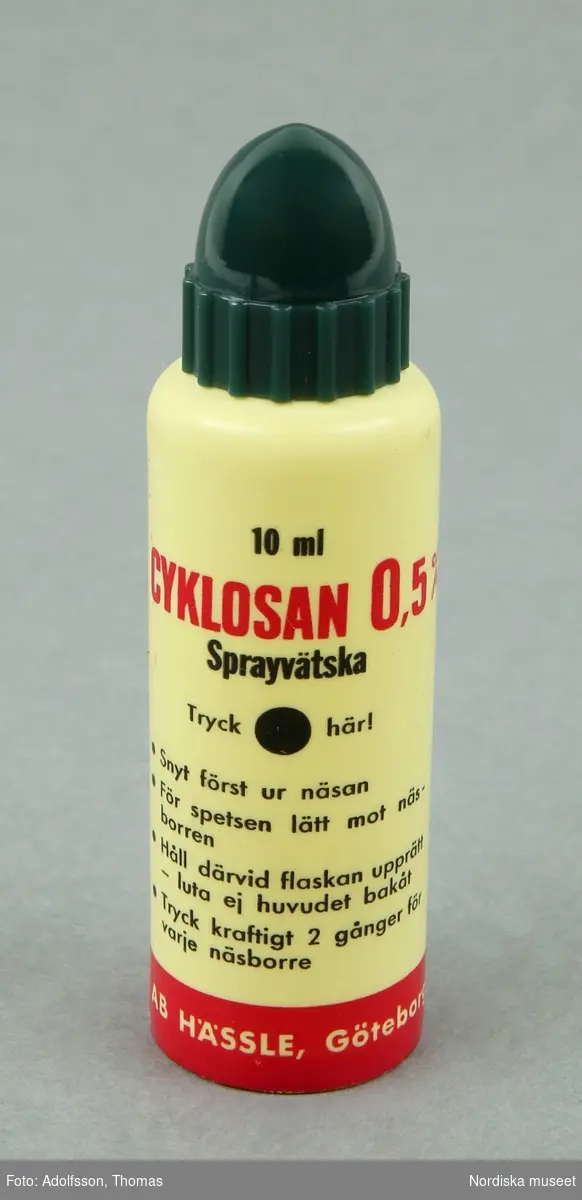 10 ml
CYKLOSAN 0,5%
Sprayvätska
Tryck här!
• Snyt först ur näsan
• För spetsen lätt mot näs-
borren
• Håll därvid flaskan upprätt
– luta ej huvudet bakåt
• Tryck kraftigt 2 gånger för
varje näsborre
AB HÄSSLE, Göteborg
Foto: Adolfsson, Thomas
Nordiska museet